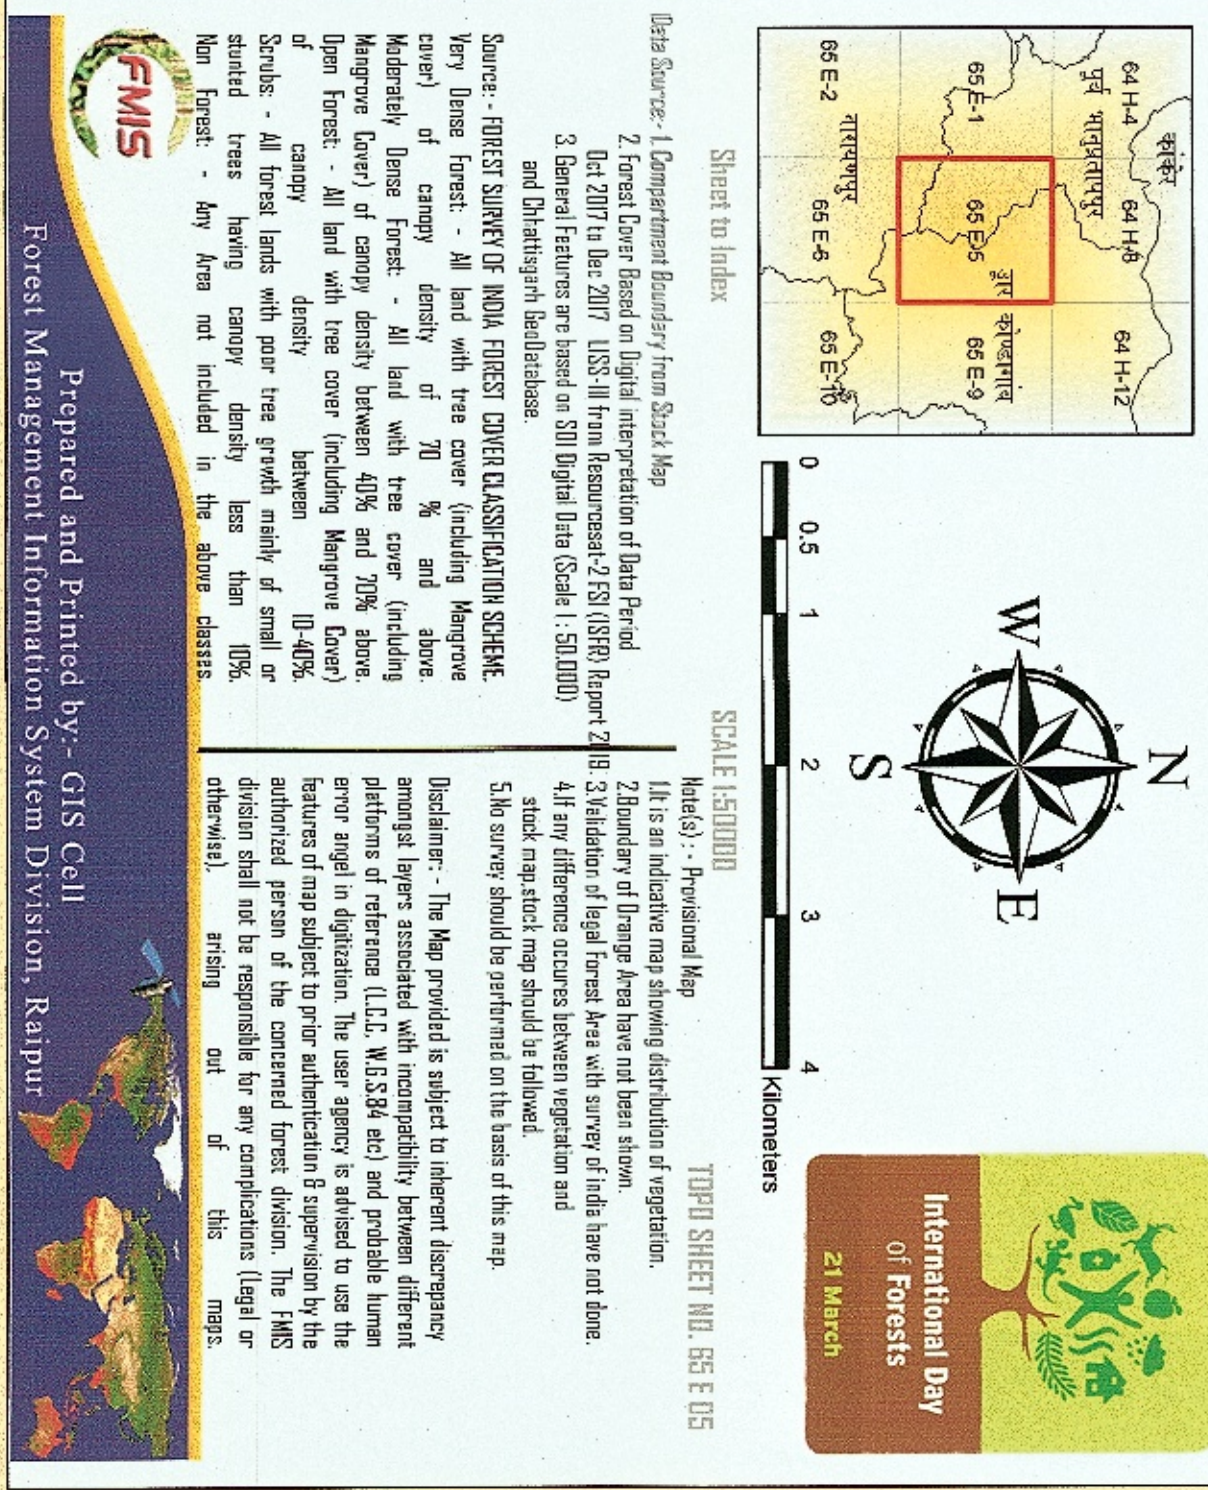 कांकेर
64 H-4
64 H-8
64 H-12
पूर्व भानुप्रतापपुर
65 E-1
65 E-5
65 E-9
कोण्डागांव
नारायणपुर
65 E-2
65 E-6
65 E-10
N
W
E
S
0 0.5 1 2 3 4
Kilometers
International Day
of Forests
21 March
Sheet to Index
SCALE 1:50000
TOPO SHEET NO. 65 E 05
Data Source:- 1. Compartment Boundary from Stock Map
2. Forest Cover Based on Digital interpretation of Data Period
Oct 2017 to Dec 2017 LISS-III from Resourcesat-2 FSI (ISFR) Report 2019.
3. General Features are based on SOI Digital Data (Scale 1 : 50,000)
and Chhattisgarh GeoDatabase.
Source: - FOREST SURVEY OF INDIA FOREST COVER CLASSIFICATION SCHEME.
Very Dense Forest: - All land with tree cover (including Mangrove
cover) of canopy density of 70 % and above.
Moderately Dense Forest: - All land with tree cover (including
Mangrove Cover) of canopy density between 40% and 70% above.
Open Forest: - All land with tree cover (including Mangrove Cover)
of canopy density between 10-40%.
Scrubs: - All forest lands with poor tree growth mainly of small or
stunted trees having canopy density less than 10%.
Non Forest: - Any Area not included in the above classes.
Note(s) : - Provisional Map
1.It is an indicative map showing distribution of vegetation.
2.Boundary of Orange Area have not been shown.
3.Validation of legal Forest Area with survey of india have not done.
4.If any difference occures between vegetation and
stock map,stock map should be followed.
5.No survey should be performed on the basis of this map.
Disclaimer: - The Map provided is subject to inherent discrepancy
amongst layers associated with incompatibility between different
platforms of reference (L.C.C, W.G.S.84 etc) and probable human
error angel in digitization. The user agency is advised to use the
features of map subject to prior authentication & supervision by the
authorized person of the concerned forest division. The FMIS
division shall not be responsible for any complications (Legal or
otherwise), arising out of this maps.
FMIS
Prepared and Printed by:- GIS Cell
Forest Management Information System Division, Raipur